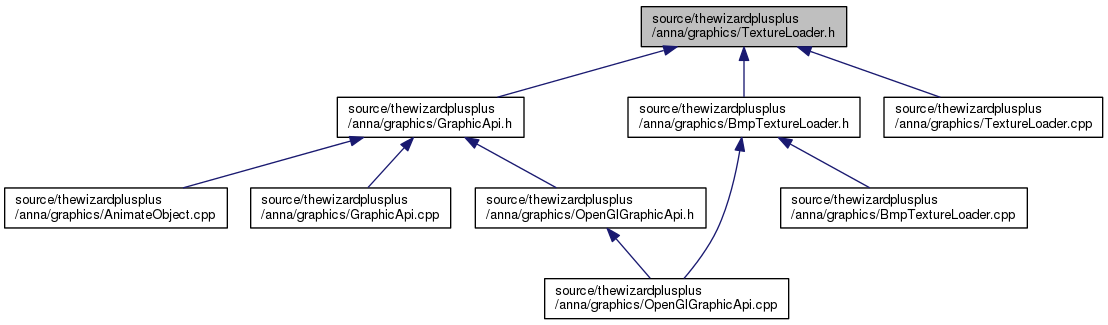 source/thewizardplusplus
/anna/graphics/TextureLoader.h
source/thewizardplusplus
/anna/graphics/GraphicApi.h
source/thewizardplusplus
/anna/graphics/BmpTextureLoader.h
source/thewizardplusplus
/anna/graphics/TextureLoader.cpp
source/thewizardplusplus
/anna/graphics/AnimateObject.cpp
source/thewizardplusplus
/anna/graphics/GraphicApi.cpp
source/thewizardplusplus
/anna/graphics/OpenGlGraphicApi.h
source/thewizardplusplus
/anna/graphics/BmpTextureLoader.cpp
source/thewizardplusplus
/anna/graphics/OpenGlGraphicApi.cpp